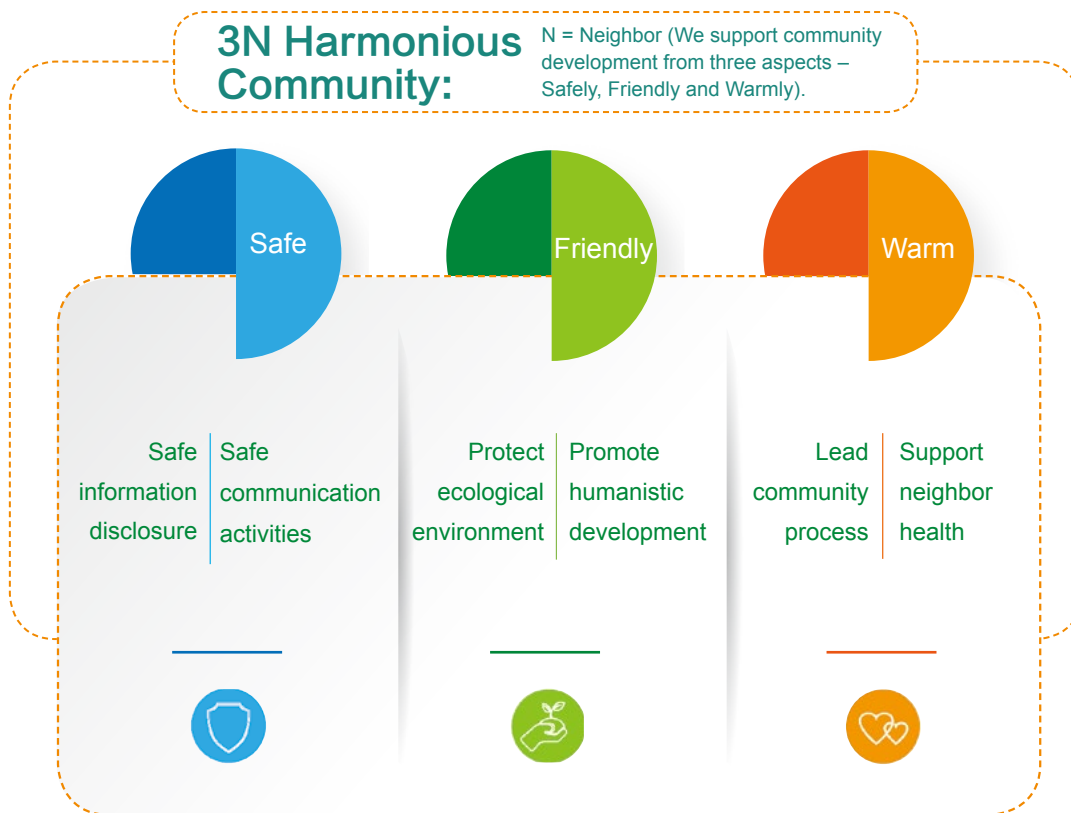 3N Harmonious
Community:
N = Neighbor (We support community
development from three aspects –
Safely, Friendly and Warmly).
Safe
Friendly
Warm
Safe
information
disclosure
Safe
communication
activities
Protect
ecological
environment
Promote
humanistic
development
Lead
community
process
Support
neighbor
health